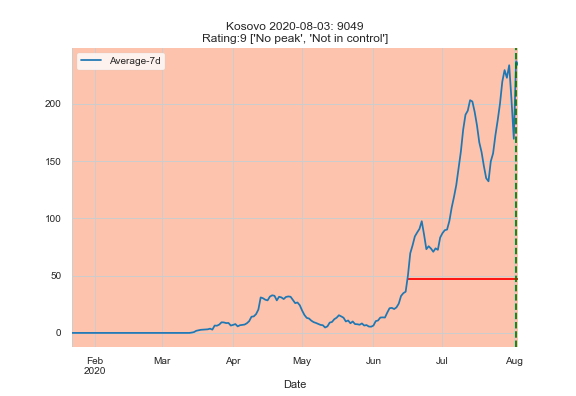 Kosovo 2020-08-03: 9049
Rating:9 ['No peak', 'Not in control']
Average-7d
200
150
100
50
0
Feb Mar Apr May Jun Jul Aug
2020
Date